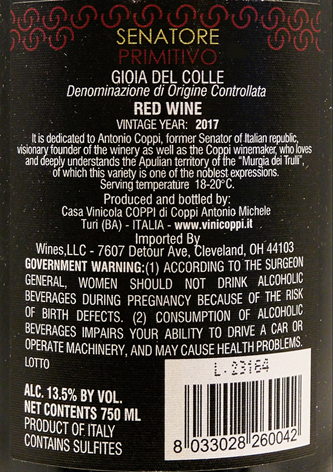 SENATORE
PRIMITIVO
GIOIA DEL COLLE
Denominazione di Origine Controllata
RED WINE
VINTAGE YEAR: 2017
It is dedicated to Antonio Coppi, former Senator of Italian republic,
visionary founder of the winery as well as the Coppi winemaker, who loves
and deeply understands the Apulian territory of the "Murgia dei Trulli",
of which this variety is one of the noblest expressions.
Serving temperature 18-20°C.
Produced and bottled by:
Casa Vinicola COPPI di Coppi Antonio Michele
Turi (BA) - ITALIA - www.vinicoppi.it
Imported By
Wines,LLC - 7607 Detour Ave, Cleveland, OH 44103
GOVERNMENT WARNING:(1) ACCORDING TO THE SURGEON
GENERAL, WOMEN SHOULD NOT DRINK ALCOHOLIC
BEVERAGES DURING PREGNANCY BECAUSE OF THE RISK
OF BIRTH DEFECTS. (2) CONSUMPTION OF ALCOHOLIC
BEVERAGES IMPAIRS YOUR ABILITY TO DRIVE A CAR OR
OPERATE MACHINERY, AND MAY CAUSE HEALTH PROBLEMS.
LOTTO
L.23164
ALC. 13.5% BY VOL.
NET CONTENTS 750 ML
PRODUCT OF ITALY
CONTAINS SULFITES
8 033028 260042